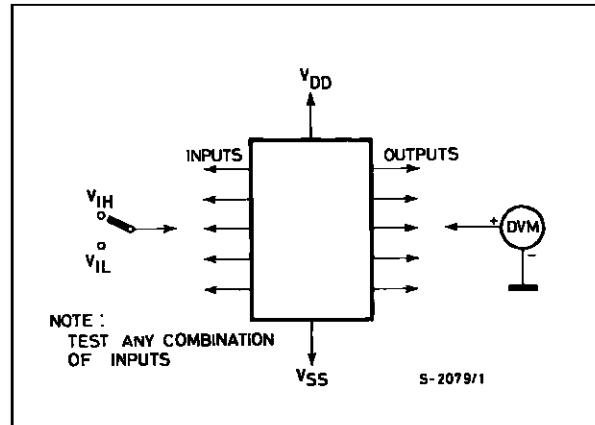 VDD
INPUTS
OUTPUTS
VIH
VIL
+
DVM
-
NOTE:
TEST ANY COMBINATION
OF INPUTS
VSS
S-2079/1